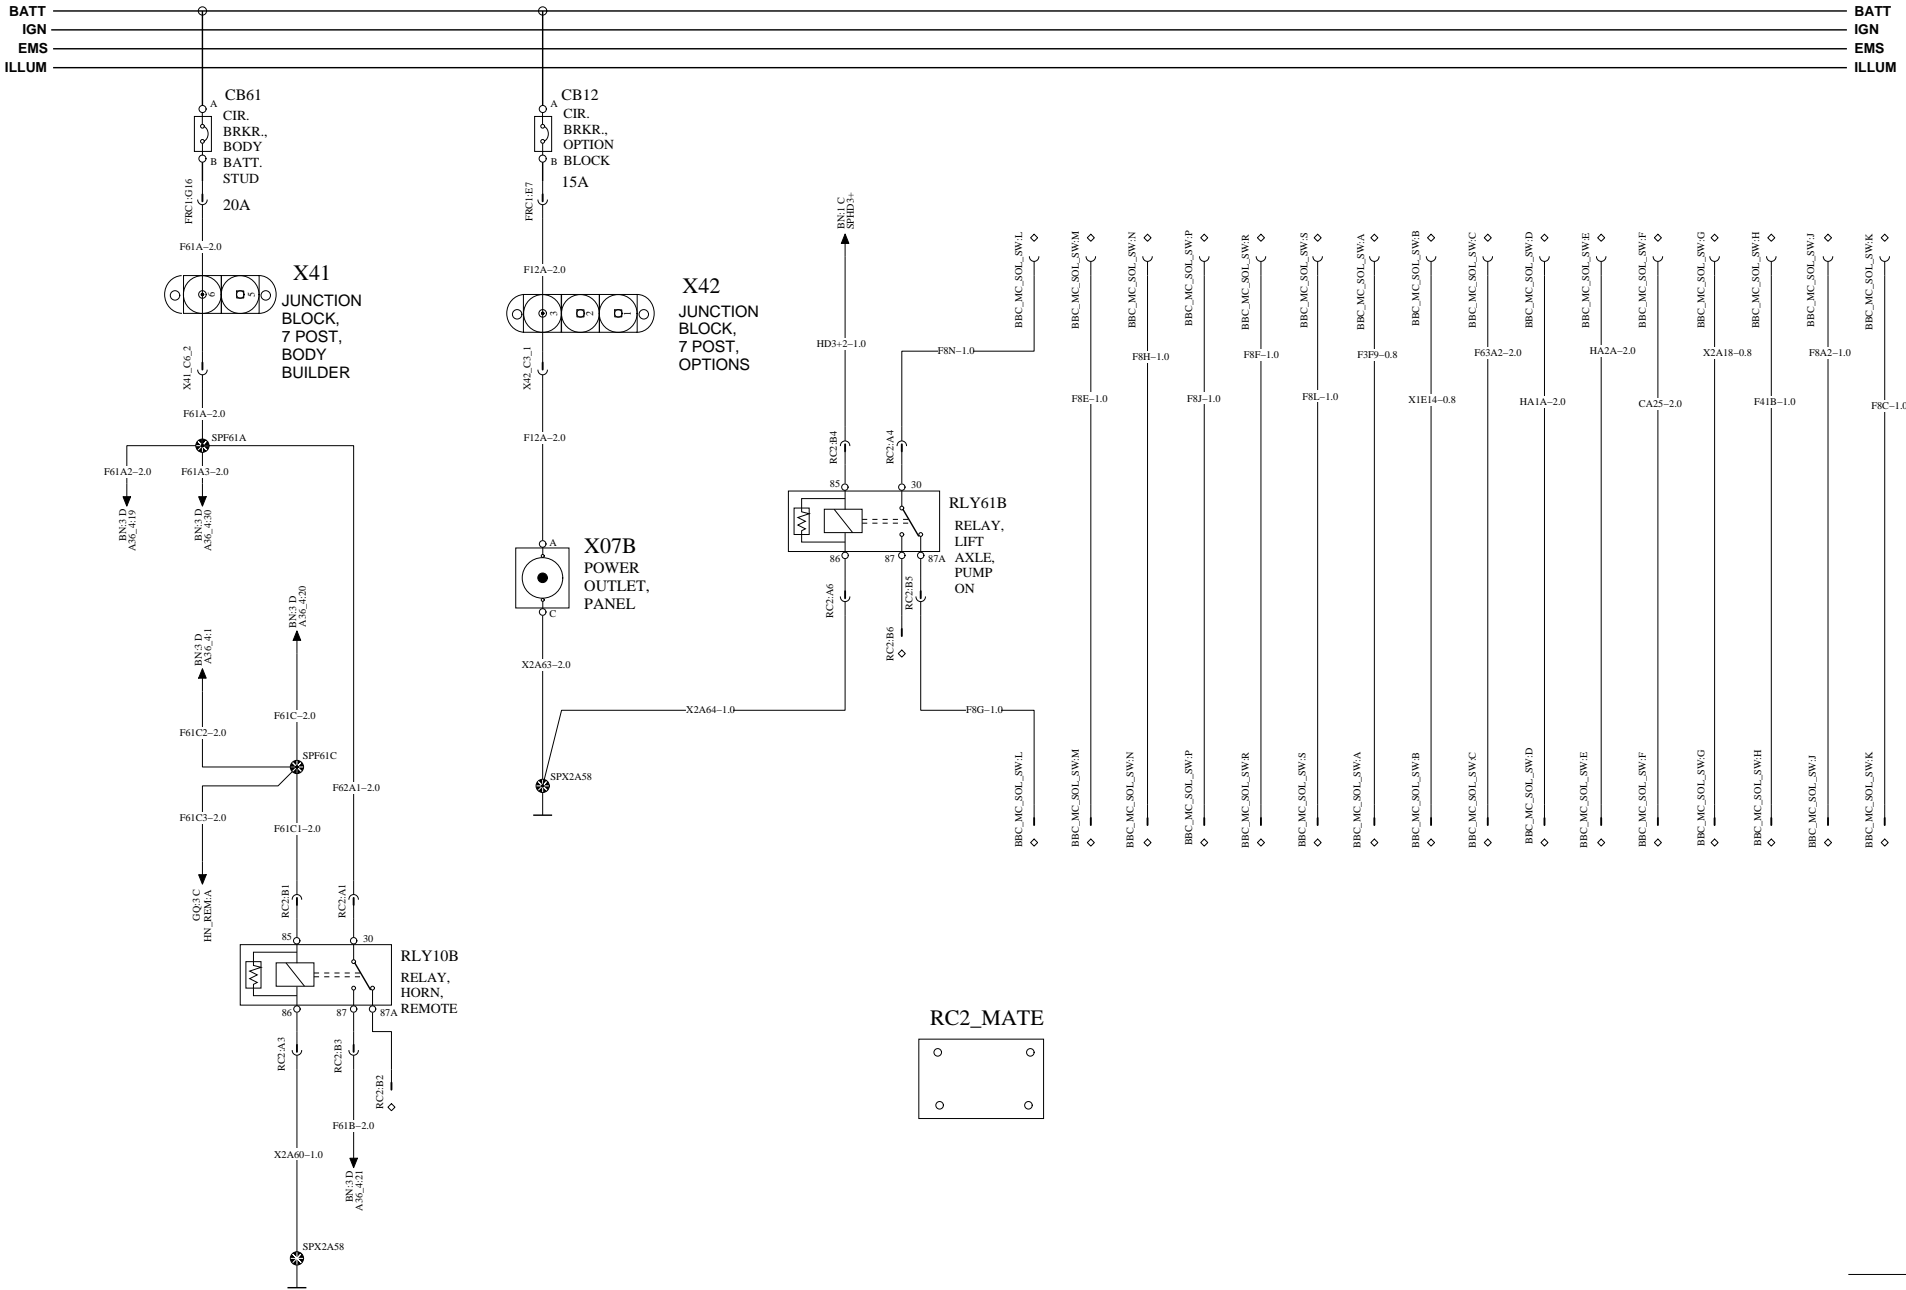 BATT
IGN
EMS
ILLUM
BATT
IGN
EMS
ILLUM
A
CB61
CIR.
BRKR.,
BODY
BATT.
STUD
B
20A
FRC1:G16
F61A–2.0
6
5
X41
JUNCTION
BLOCK,
7 POST,
BODY
BUILDER
X41_C6_2
F61A–2.0
SPF61A
F61A2–2.0
F61A3–2.0
BN:3 D
A36_4:19
BN:3 D
A36_4:30
BN:3 D
A36_4:20
BN:3 D
A36_4:1
F61C–2.0
F61C2–2.0
SPF61C
F62A1–2.0
F61C3–2.0
F61C1–2.0
GQ:3 C
HN_REM:A
RC2:B1
RC2:A1
85
30
RLY10B
RELAY,
HORN,
REMOTE
86
87
87A
RC2:A3
RC2:B3
RC2:B2
F61B–2.0
X2A60–1.0
BN:3 D
A36_4:21
SPX2A58
A
CB12
CIR.
BRKR.,
OPTION
BLOCK
B
15A
FRC1:E7
F12A–2.0
3
2
1
X42
JUNCTION
BLOCK,
7 POST,
OPTIONS
X42_C3_1
F12A–2.0
A
X07B
POWER
OUTLET,
PANEL
C
X2A63–2.0
X2A64–1.0
SPX2A58
BN:1 C
SPHD3+
HD3+2–1.0
F8N–1.0
RC2:B4
RC2:A4
85
30
RLY61B
RELAY,
LIFT
AXLE,
PUMP
ON
86
87
87A
RC2:A6
RC2:B5
RC2:B6
F8G–1.0
BBC_MC_SOL_SW:L
BBC_MC_SOL_SW:M
BBC_MC_SOL_SW:N
BBC_MC_SOL_SW:P
BBC_MC_SOL_SW:R
BBC_MC_SOL_SW:S
BBC_MC_SOL_SW:A
BBC_MC_SOL_SW:B
BBC_MC_SOL_SW:C
BBC_MC_SOL_SW:D
BBC_MC_SOL_SW:E
BBC_MC_SOL_SW:F
BBC_MC_SOL_SW:G
BBC_MC_SOL_SW:H
BBC_MC_SOL_SW:J
BBC_MC_SOL_SW:K
F8E–1.0
F8H–1.0
F8J–1.0
F8F–1.0
F8L–1.0
F3F9–0.8
X1E14–0.8
F63A2–2.0
HA1A–2.0
HA2A–2.0
CA25–2.0
X2A18–0.8
F41B–1.0
F8A2–1.0
F8C–1.0
BBC_MC_SOL_SW:L
BBC_MC_SOL_SW:M
BBC_MC_SOL_SW:N
BBC_MC_SOL_SW:P
BBC_MC_SOL_SW:R
BBC_MC_SOL_SW:S
BBC_MC_SOL_SW:A
BBC_MC_SOL_SW:B
BBC_MC_SOL_SW:C
BBC_MC_SOL_SW:D
BBC_MC_SOL_SW:E
BBC_MC_SOL_SW:F
BBC_MC_SOL_SW:G
BBC_MC_SOL_SW:H
BBC_MC_SOL_SW:J
BBC_MC_SOL_SW:K
RC2_MATE